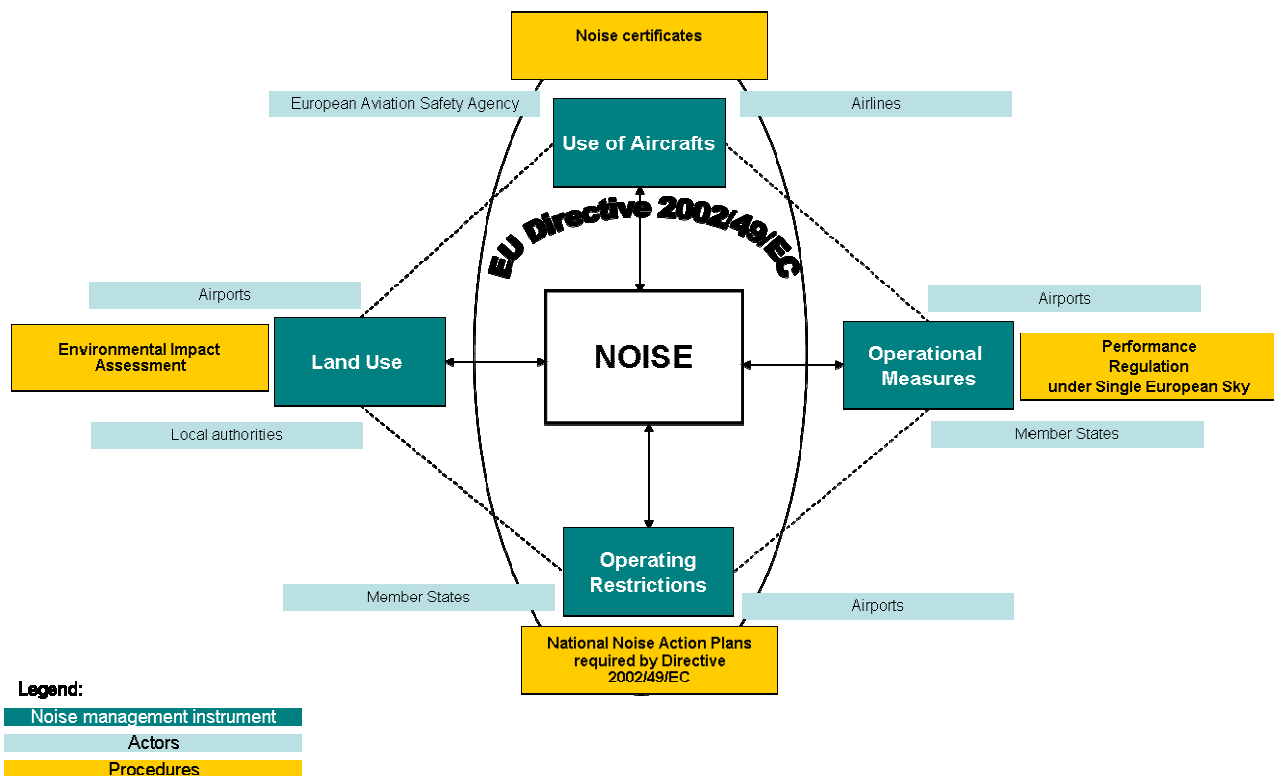 Noise certificates
European Aviation Safety Agency
Airlines
Use of Aircrafts
EU Directive 2002/49/EC
Airports
Airports
Environmental Impact
Assessment
Land Use
NOISE
Operational
Measures
Performance
Regulation
under Single European Sky
Local authorities
Member States
Operating
Restrictions
Member States
Airports
National Noise Action Plans
required by Directive
2002/49/EC
Legend:
Noise management instrument
Actors
Procedures